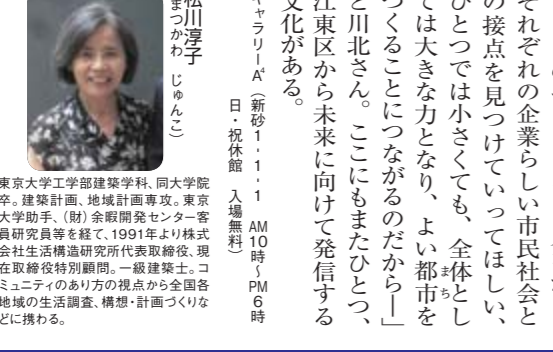 それぞれの企業らしい市民社会と
の接点を見つけていってほしい、
ひとつでは小さくても、全体とし
ては大きな力となり、よい都市を
まち
つくることにつながるのだから―」
と川北さん。ここにもまたひとつ、
江東区から未来に向けて発信する
文化がある。
ャラリーA⁴(新砂1-1-1 AM10時〜PM6時
日・祝休館 入場無料)
松川淳子
まつかわ じゅんこ)
東京大学工学部建築学科、同大学院
卒。建築計画、地域計画専攻。東京
大学助手、(財)余暇開発センター客
員研究員等を経て、1991年より株式
会社生活構造研究所代表取締役、現
在取締役特別顧問。一級建築士。コ
ミュニティのあり方の視点から全国各
地域の生活調査、構想・計画づくりな
どに携わる。